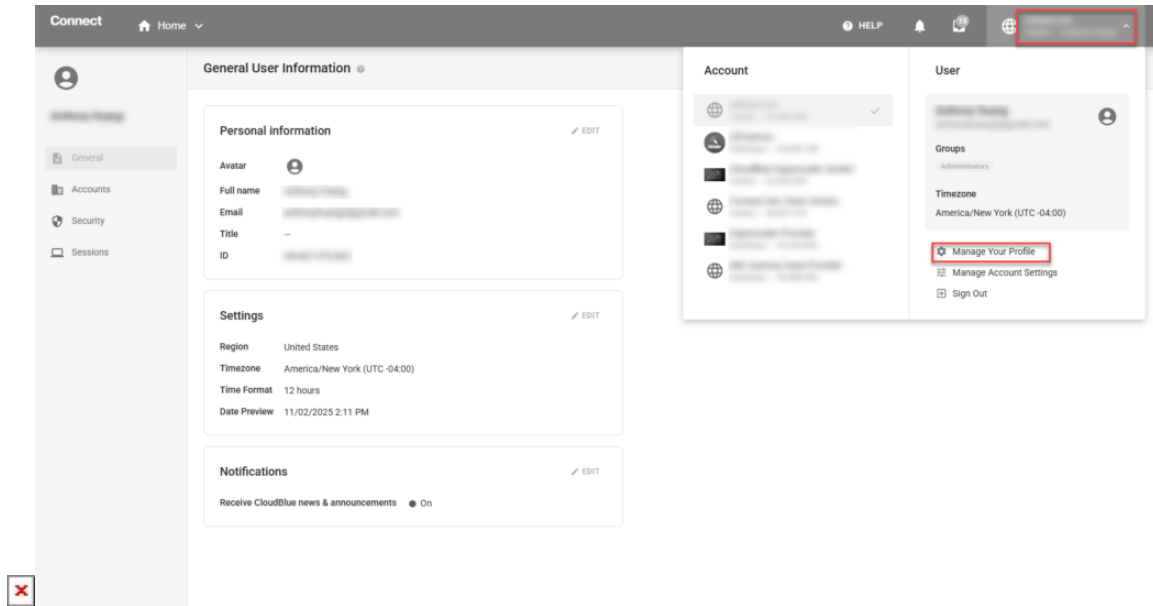 Connect
Home
HELP
15
General User Information
General
Accounts
Security
Sessions
Personal information
EDIT
Avatar
Full name
Email
Title –
ID
Settings
EDIT
Region United States
Timezone America/New York (UTC -04:00)
Time Format 12 hours
Date Preview 11/02/2025 2:11 PM
Notifications
EDIT
Receive CloudBlue news & announcements On
Account
User
Groups
Administrators
Timezone
America/New York (UTC -04:00)
Manage Your Profile
Manage Account Settings
Sign Out